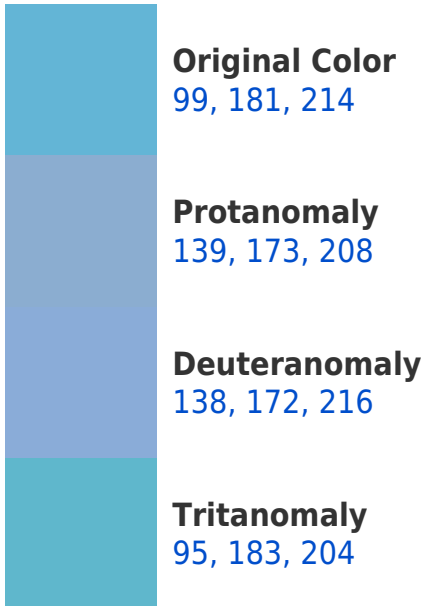 Original Color
99, 181, 214
Protanomaly
139, 173, 208
Deuteranomaly
138, 172, 216
Tritanomaly
95, 183, 204